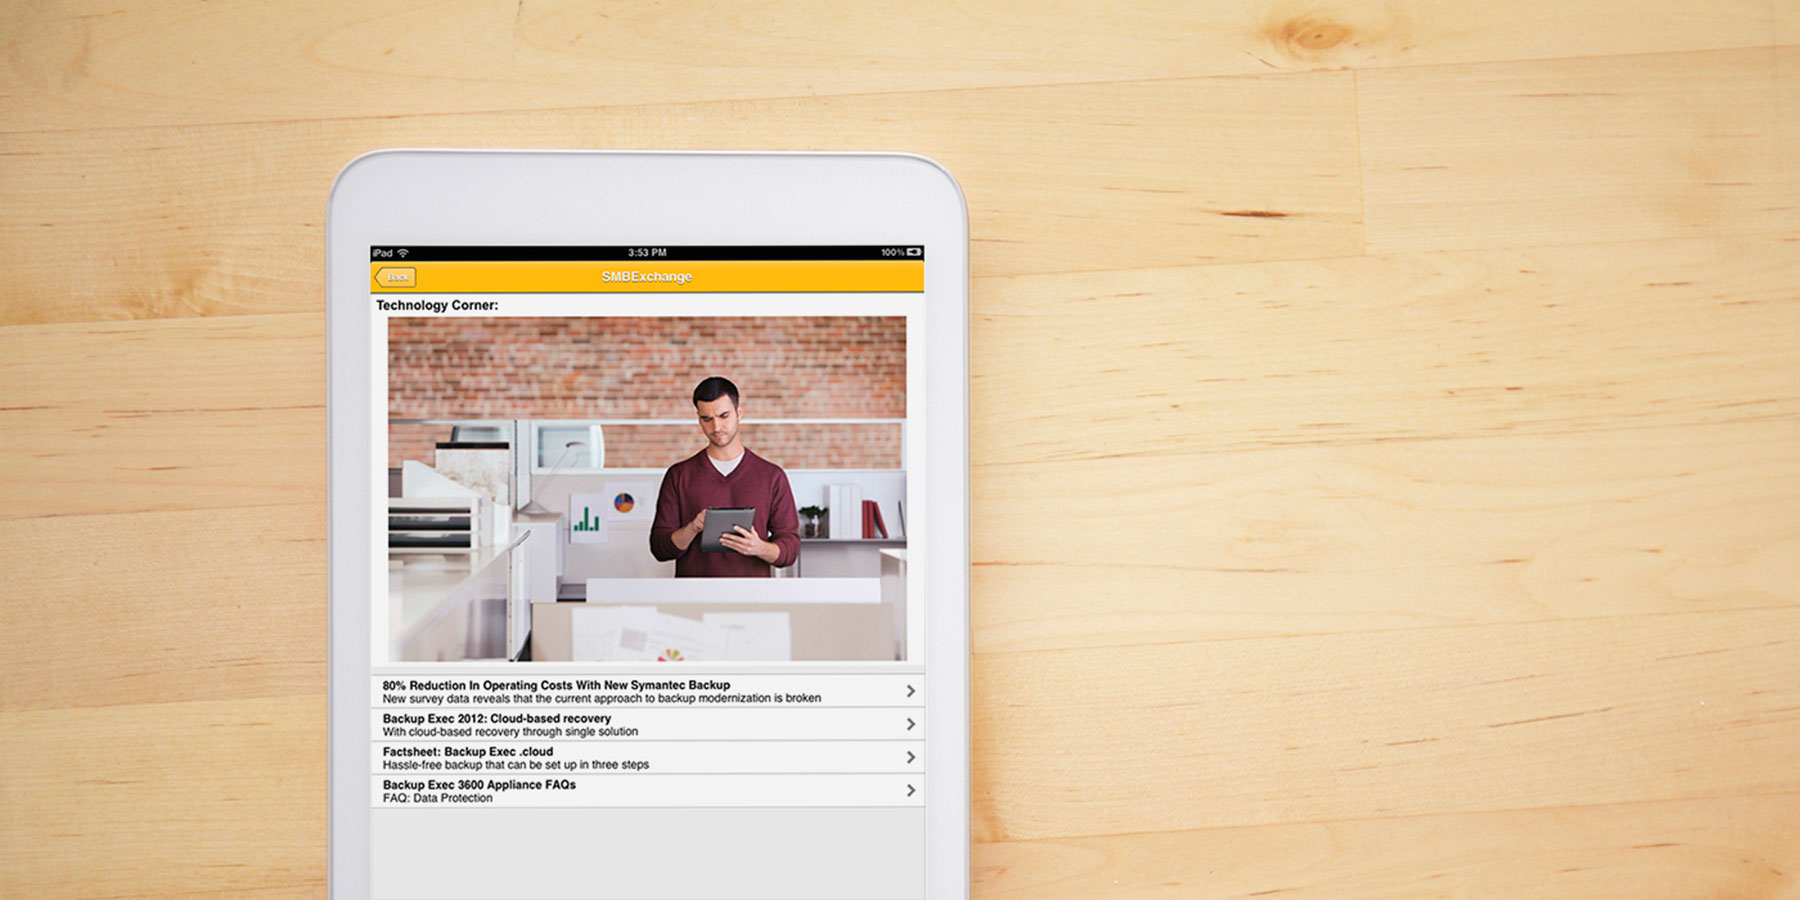 iPad 3:53 PM 100%
Back SMBExchange
Technology Corner:
80% Reduction In Operating Costs With New Symantec Backup
New survey data reveals that the current approach to backup modernization is broken
Backup Exec 2012: Cloud-based recovery
With cloud-based recovery through single solution
Factsheet: Backup Exec .cloud
Hassle-free backup that can be set up in three steps
Backup Exec 3600 Appliance FAQs
FAQ: Data Protection